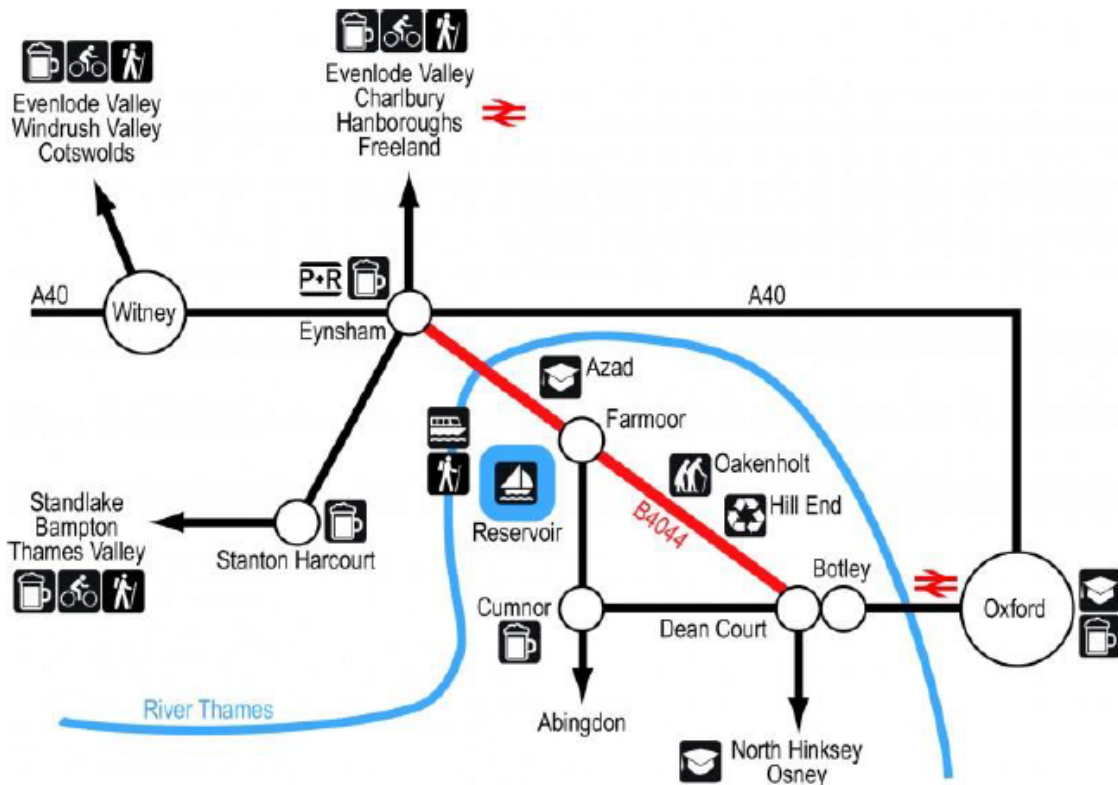 Evenlode Valley
Windrush Valley
Cotswolds
Evenlode Valley
Charlbury
Hanboroughs
Freeland
A40
Witney
P+R
Eynsham
A40
Azad
Farmoor
Oakenholt
Hill End
B4044
Reservoir
Standlake
Bampton
Thames Valley
Stanton Harcourt
Botley
Cumnor
Dean Court
Oxford
River Thames
Abingdon
North Hinksey
Osney